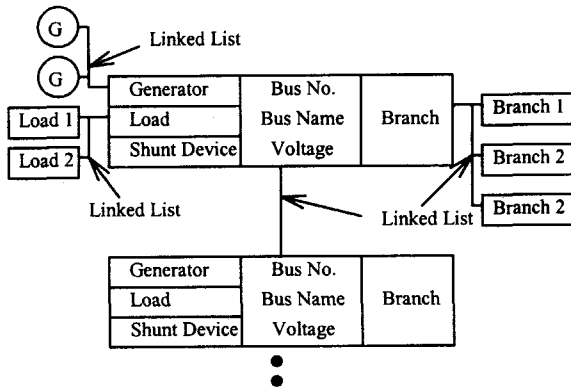 G
Linked List
G
Generator
Bus No.
Load 1
Load
Bus Name
Branch
Branch 1
Load 2
Shunt Device
Voltage
Branch 2
Linked List
Linked List
Branch 2
Generator
Bus No.
Load
Bus Name
Branch
Shunt Device
Voltage